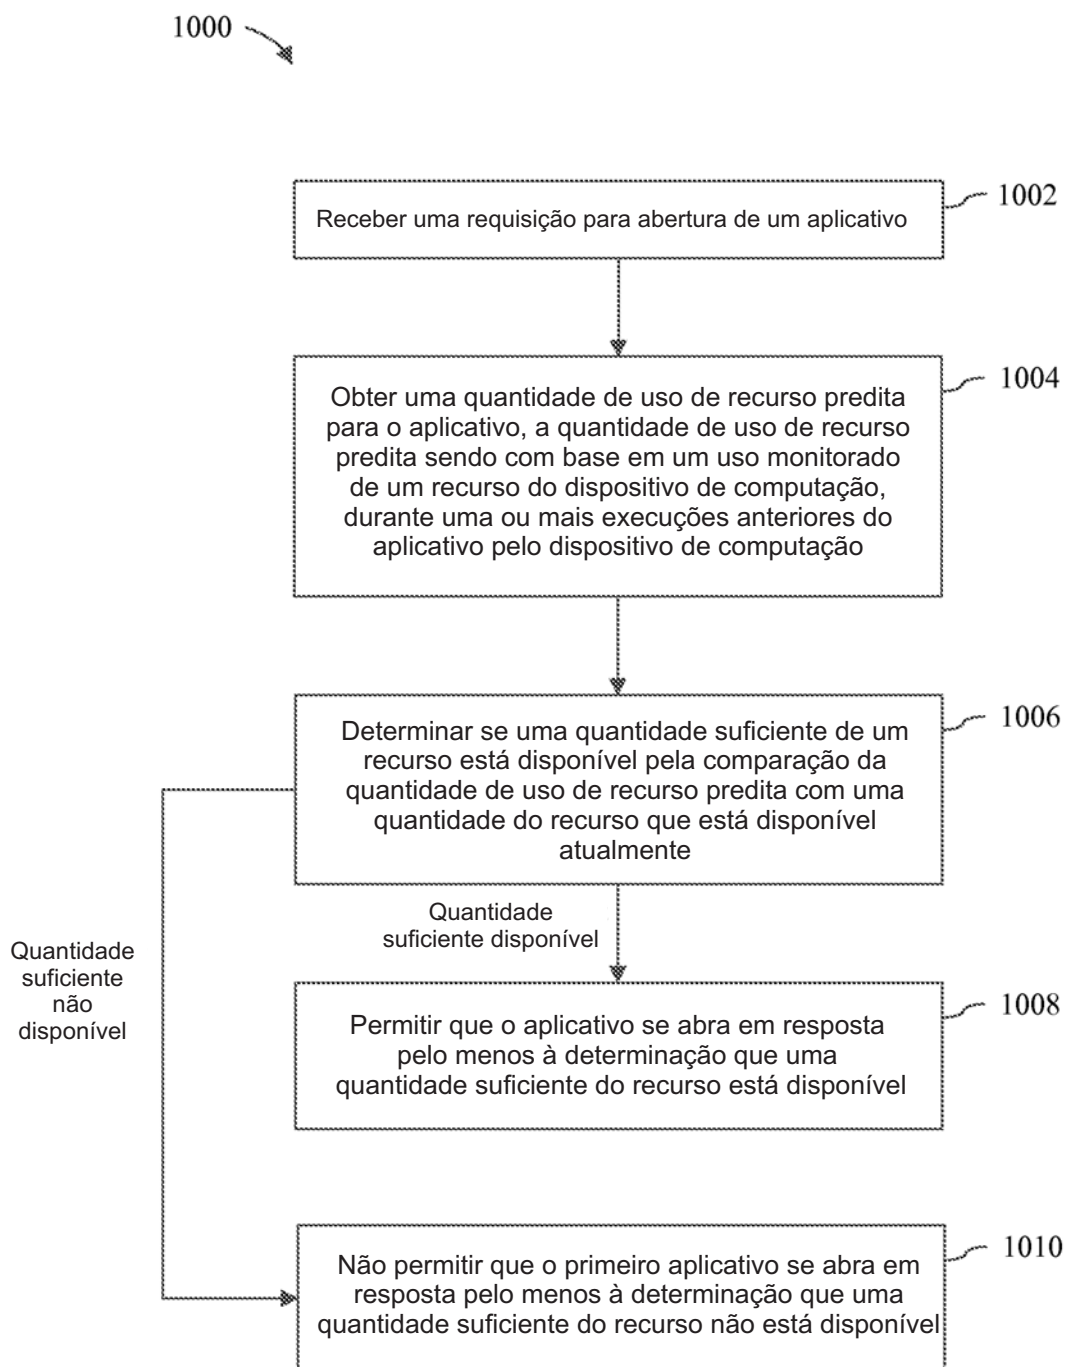 1000
1002
Receber uma requisição para abertura de um aplicativo
1004
Obter uma quantidade de uso de recurso predita
para o aplicativo, a quantidade de uso de recurso
predita sendo com base em um uso monitorado
de um recurso do dispositivo de computação,
durante uma ou mais execuções anteriores do
aplicativo pelo dispositivo de computação
1006
Determinar se uma quantidade suficiente de um
recurso está disponível pela comparação da
quantidade de uso de recurso predita com uma
quantidade do recurso que está disponível
atualmente
Quantidade
suficiente disponível
Quantidade
suficiente
não
disponível
1008
Permitir que o aplicativo se abra em resposta
pelo menos à determinação que uma
quantidade suficiente do recurso está disponível
1010
Não permitir que o primeiro aplicativo se abra em
resposta pelo menos à determinação que uma
quantidade suficiente do recurso não está disponível